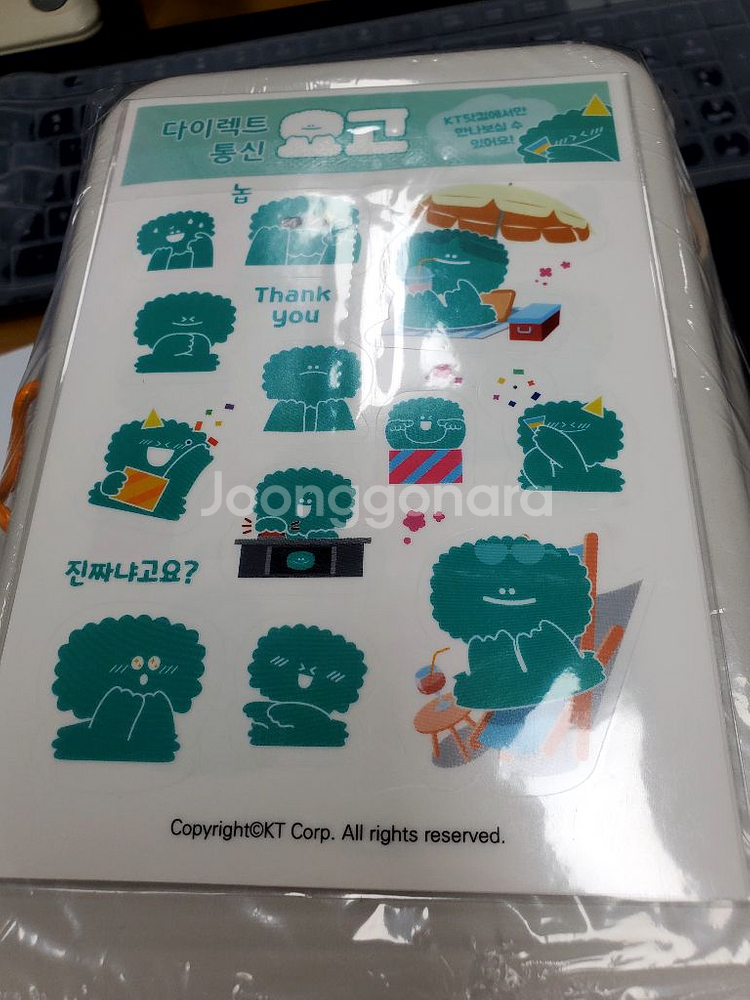 다이렉트
통신
요고
KT닷컴에서만
만나보실 수
있어요!
놉
Thank
you
Joonggonara
진짜냐고요?
Copyright©KT Corp. All rights reserved.